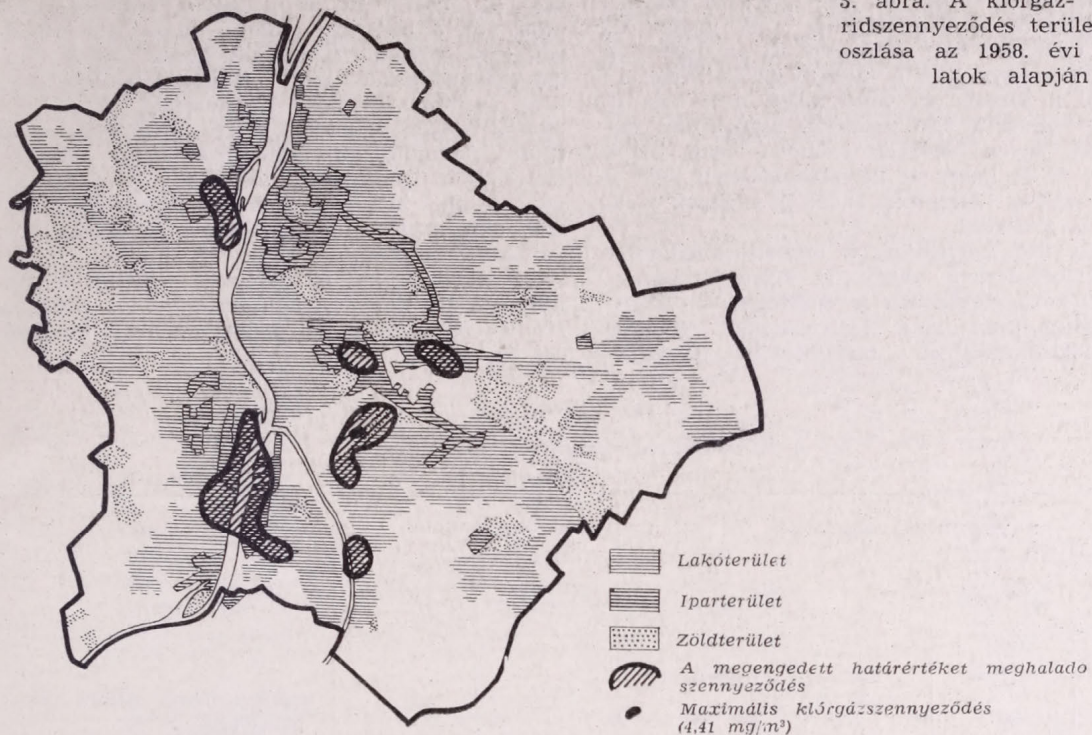 3. ábra. A klórgáz-
ridszennyeződés terüle
oszlása az 1958. évi
latok alapján
Lakóterület
Iparterület
Zöldterület
A megengedett határértéket meghalado
szennyeződés
Maximális klórgázszennyeződés
(4,41 mg/m³)